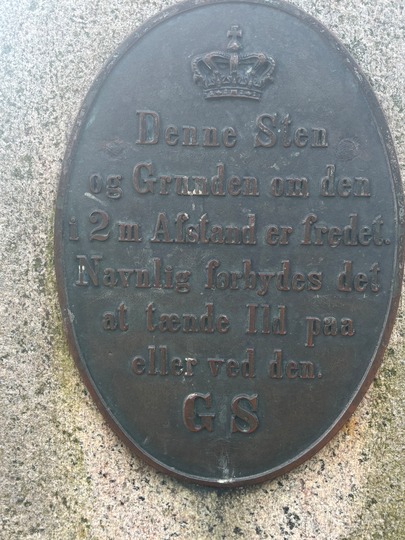 Denne Sten
og Grunden om den
i 2 m Afstand er fredet.
Navnlig forbydes det
at tænde Ild paa
eller ved den.
G S